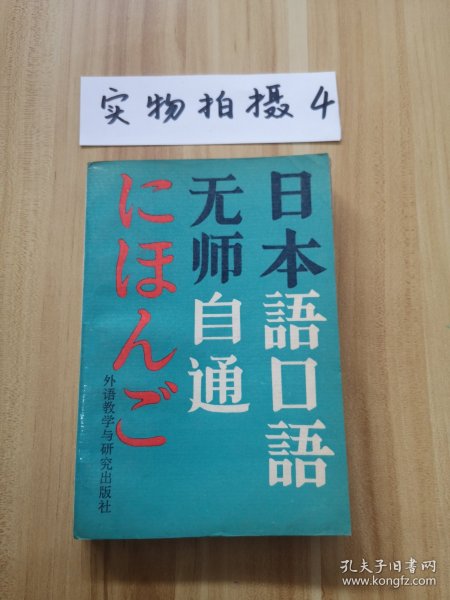 实物拍摄4
日本語口語
无师自通
にほんご
外语教学与研究出版社
孔夫子旧书网
www.kongfz.com